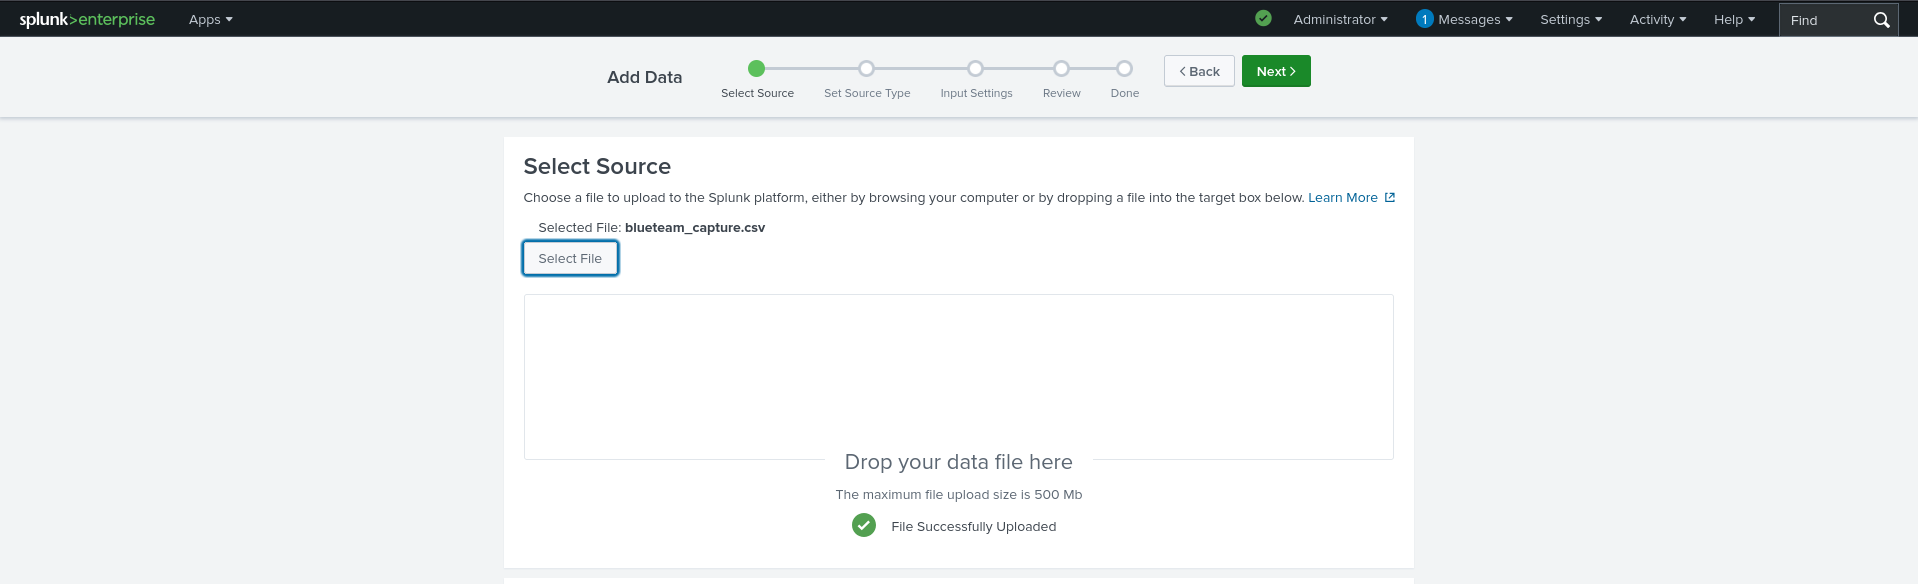 splunk>enterprise Apps Administrator 1 Messages Settings Activity Help Find
Add Data Select Source Set Source Type Input Settings Review Done < Back Next >
Select Source
Choose a file to upload to the Splunk platform, either by browsing your computer or by dropping a file into the target box below. Learn More
Selected File: blueteam_capture.csv
Select File
Drop your data file here
The maximum file upload size is 500 Mb
File Successfully Uploaded